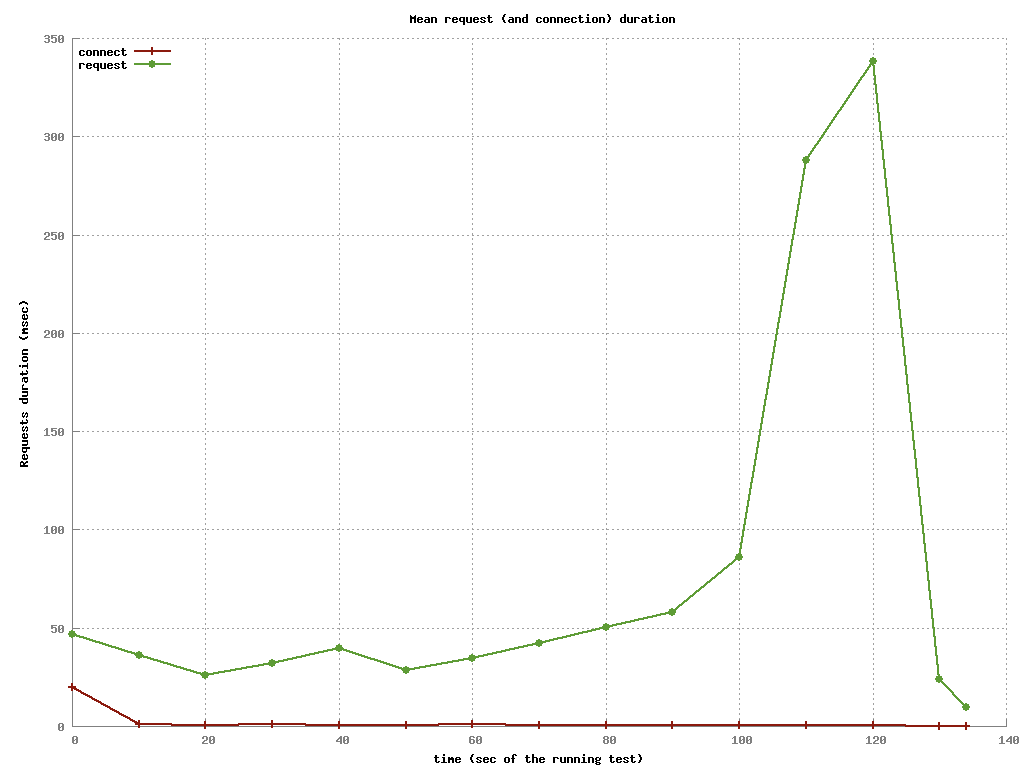 Mean request (and connection) duration
350
connect
request
300
250
200
150
100
50
0
Requests duration (msec)
0 20 40 60 80 100 120 140
time (sec of the running test)